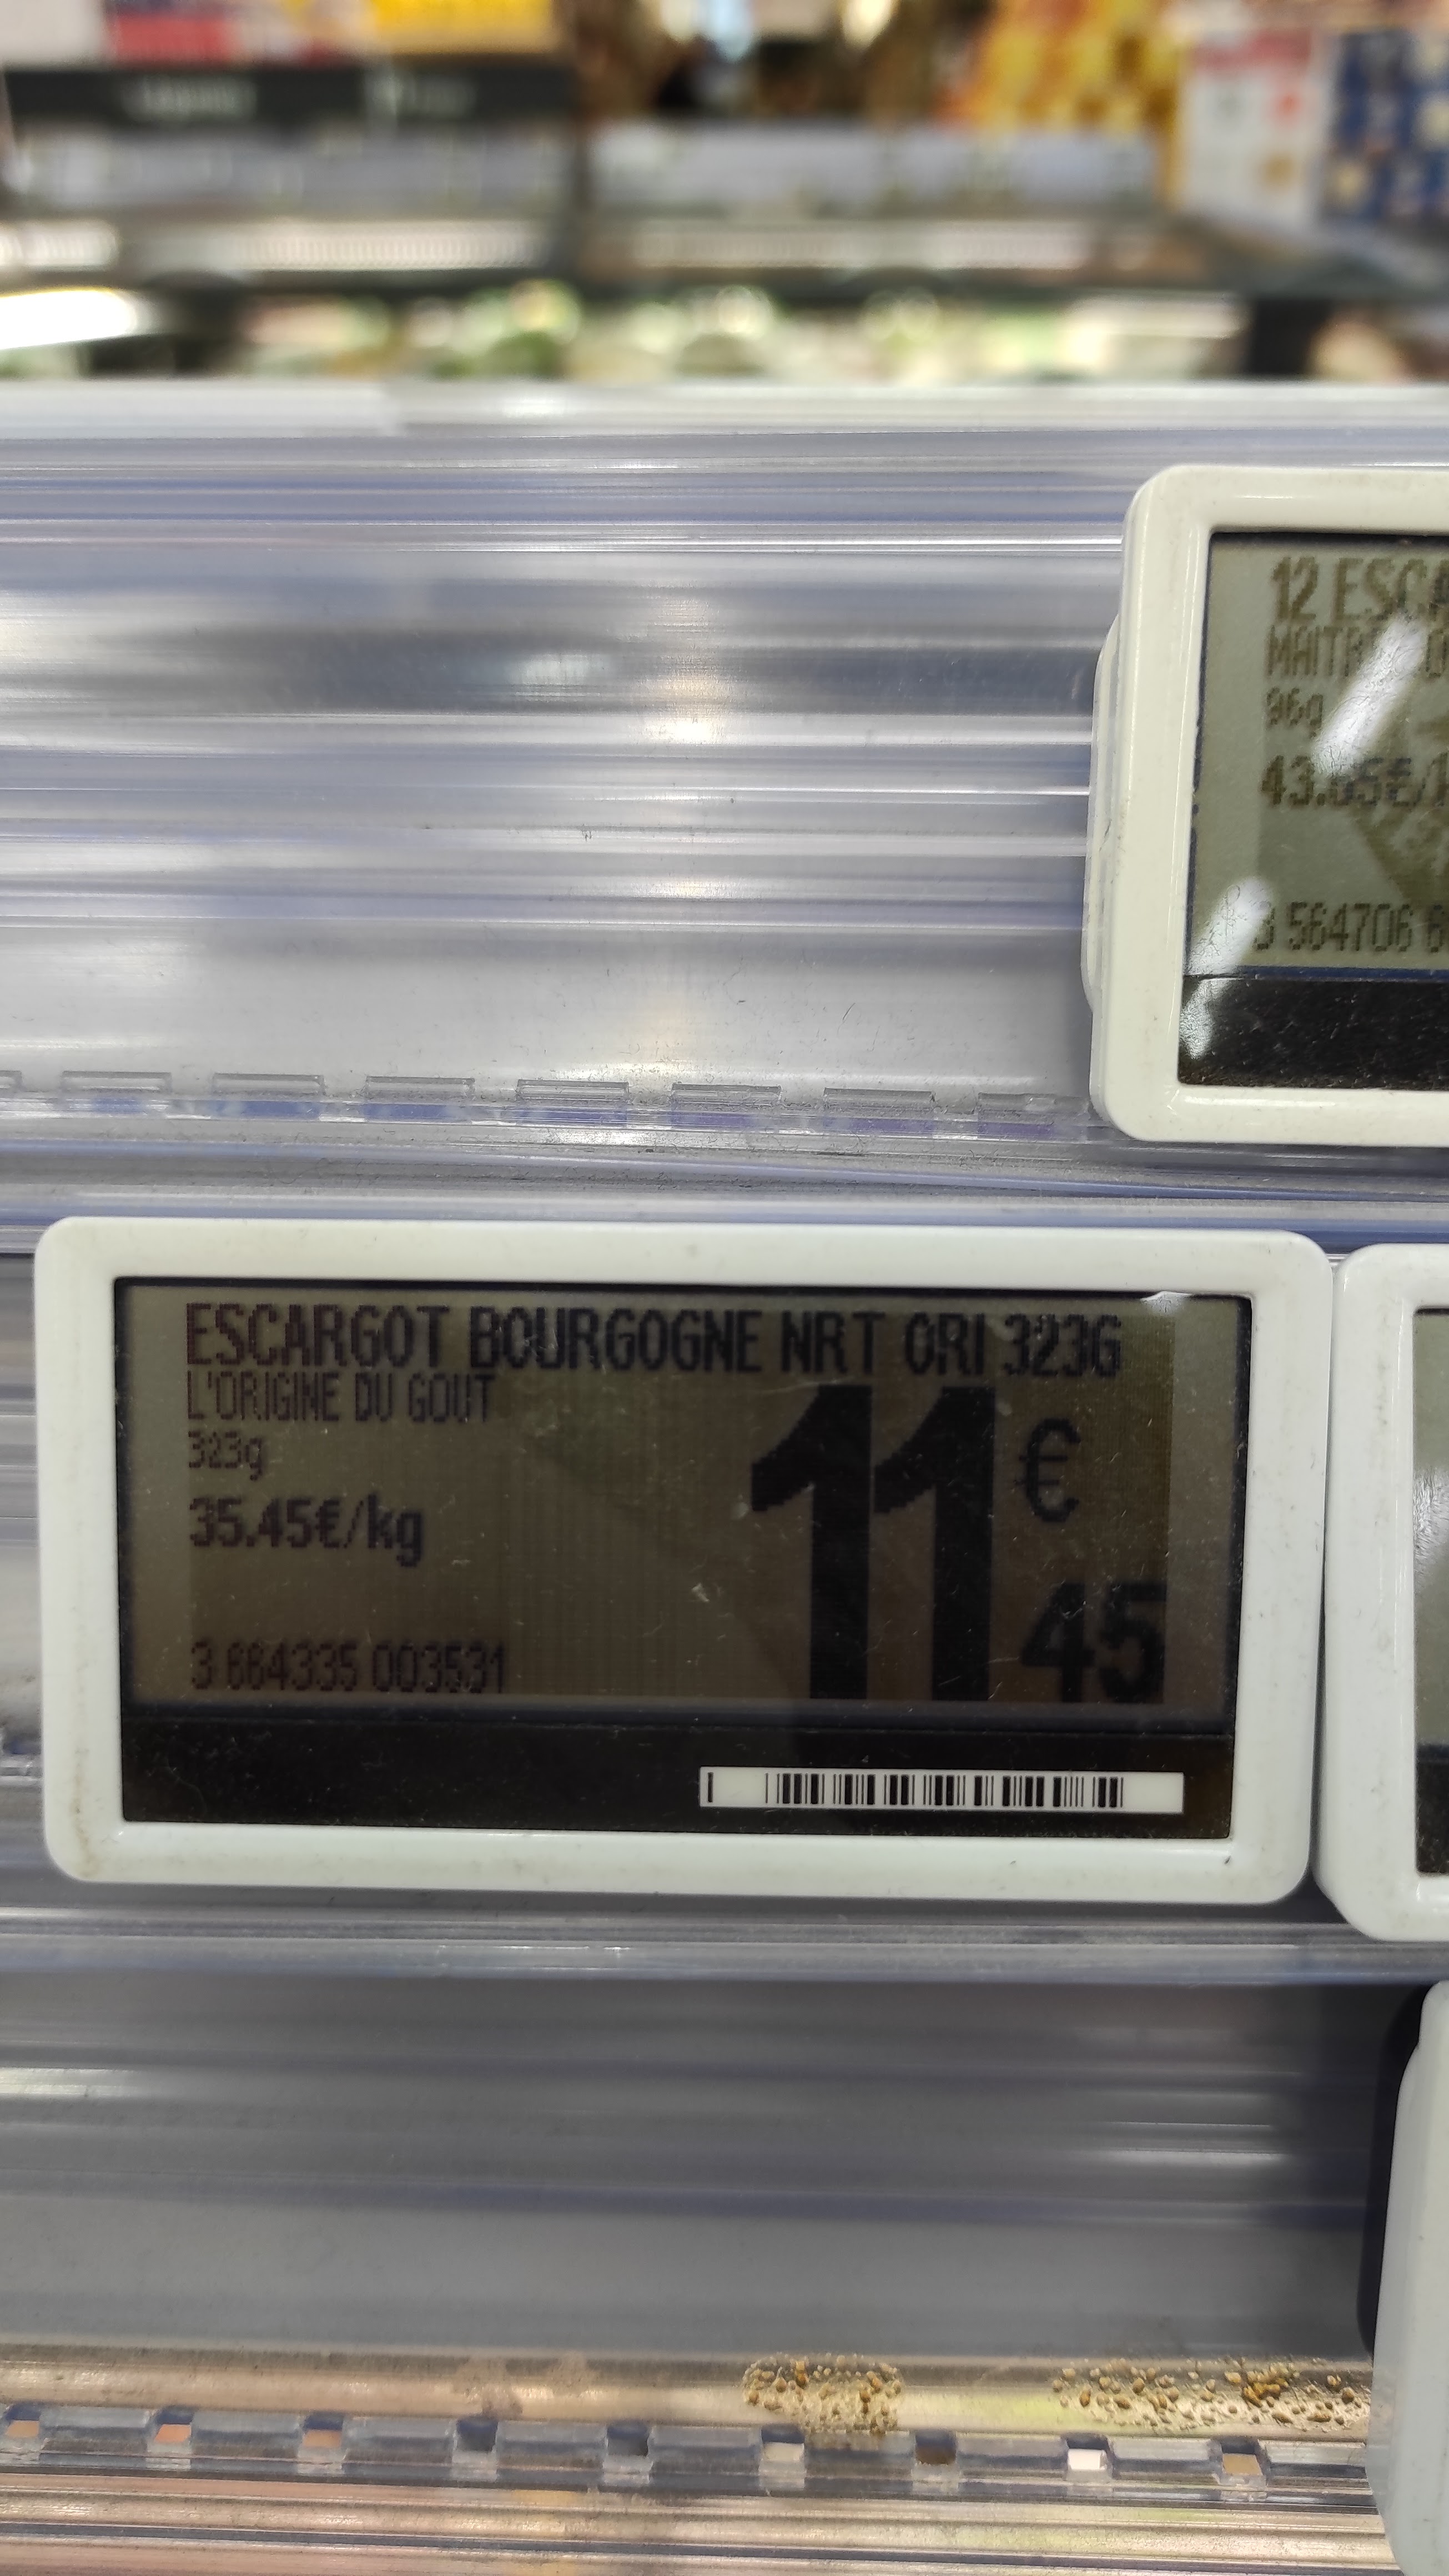 12 ESCA
96g
3 564706 6
ESCARGOT BOURGOGNE NRT ORI 323G
L'ORIGINE DU GOUT
323g
35.45€/kg
11€45
3 664335 003531